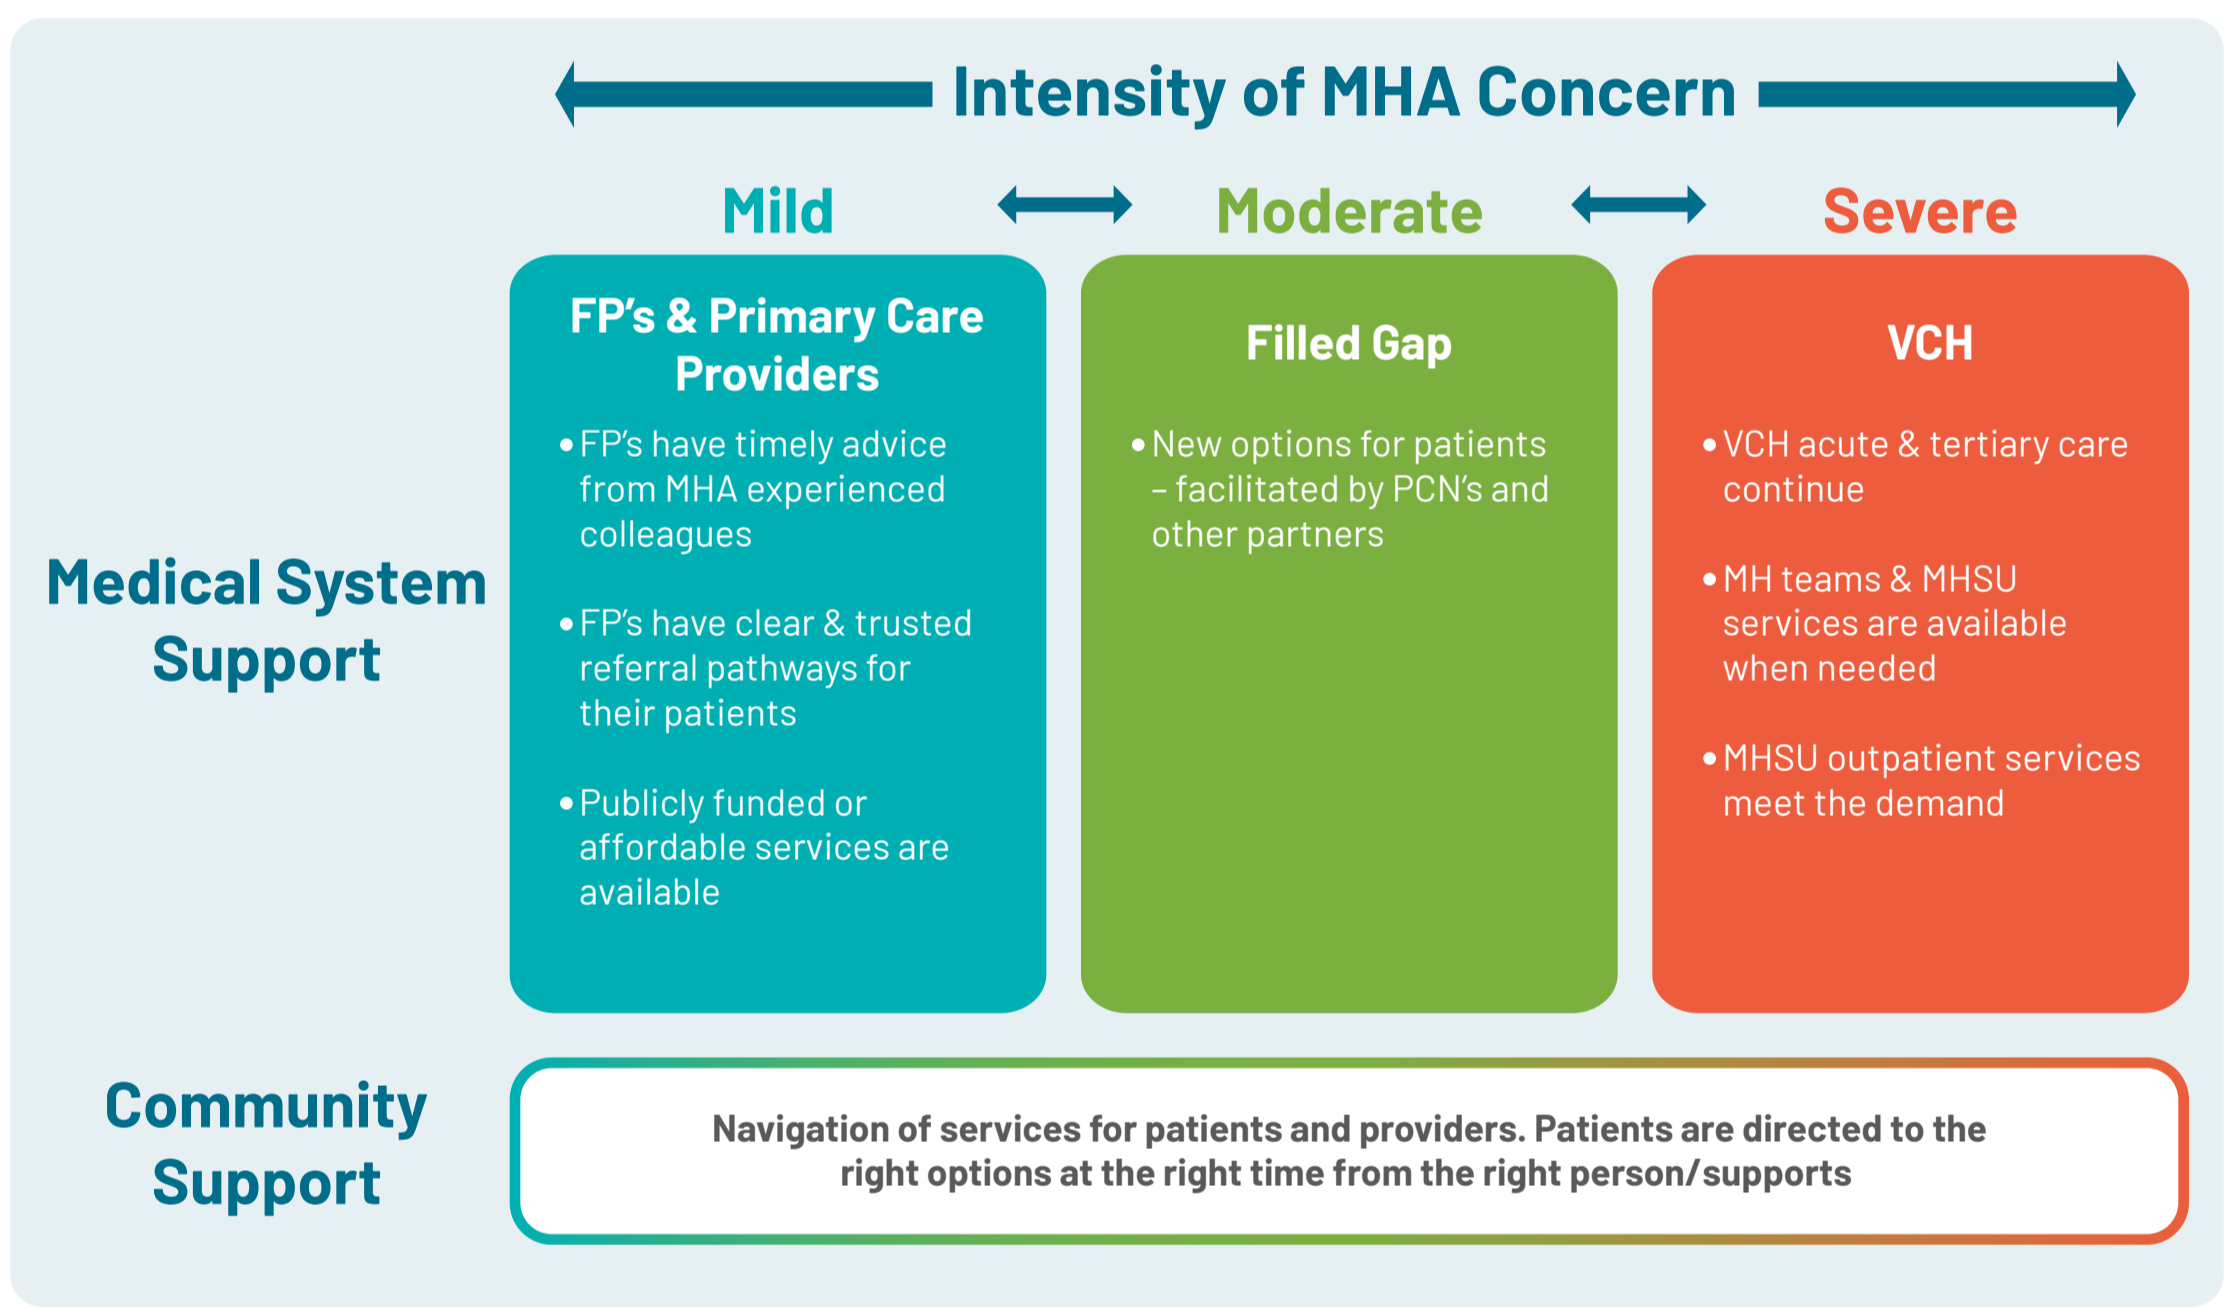 Intensity of MHA Concern
Mild
Moderate
Severe
Medical System
Support
FP's & Primary Care
Providers
•FP's have timely advice
from MHA experienced
colleagues
•FP's have clear & trusted
referral pathways for
their patients
•Publicly funded or
affordable services are
available
Filled Gap
•New options for patients
– facilitated by PCN's and
other partners
VCH
•VCH acute & tertiary care
continue
•MH teams & MHSU
services are available
when needed
•MHSU outpatient services
meet the demand
Community
Support
Navigation of services for patients and providers. Patients are directed to the
right options at the right time from the right person/supports